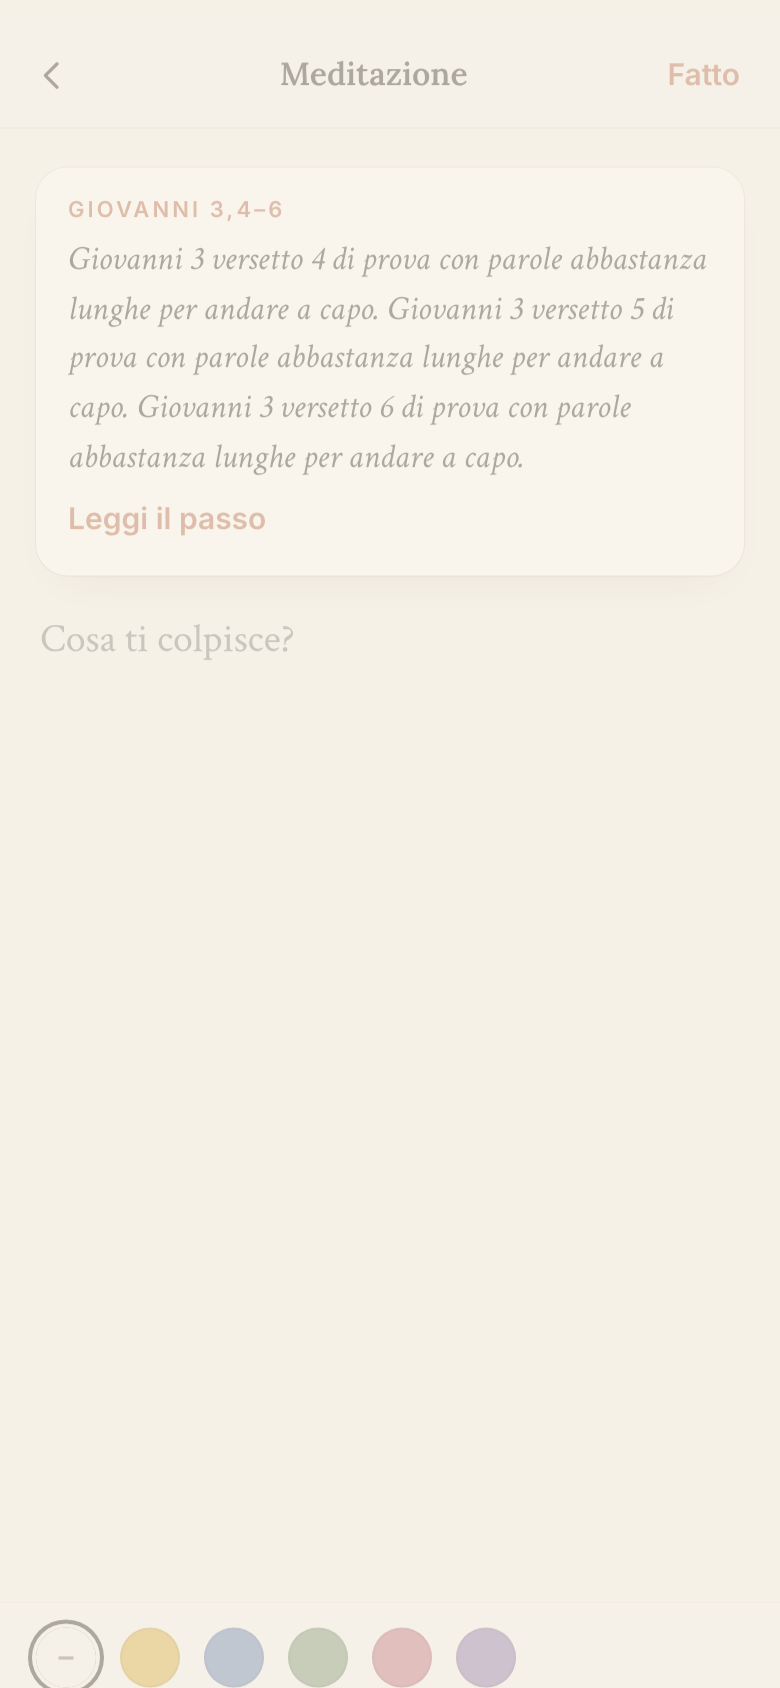 Meditazione
Fatto
GIOVANNI 3,4–6
Giovanni 3 versetto 4 di prova con parole abbastanza
lunghe per andare a capo. Giovanni 3 versetto 5 di
prova con parole abbastanza lunghe per andare a
capo. Giovanni 3 versetto 6 di prova con parole
abbastanza lunghe per andare a capo.
Leggi il passo
Cosa ti colpisce?
–